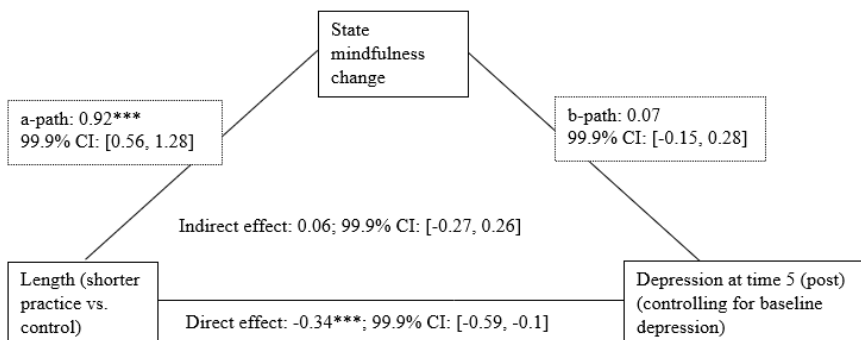 State
mindfulness
change
a-path: 0.92***
99.9% CI: [0.56, 1.28]
b-path: 0.07
99.9% CI: [-0.15, 0.28]
Indirect effect: 0.06; 99.9% CI: [-0.27, 0.26]
Length (shorter
practice vs.
control)
Direct effect: -0.34***; 99.9% CI: [-0.59, -0.1]
Depression at time 5 (post)
(controlling for baseline
depression)